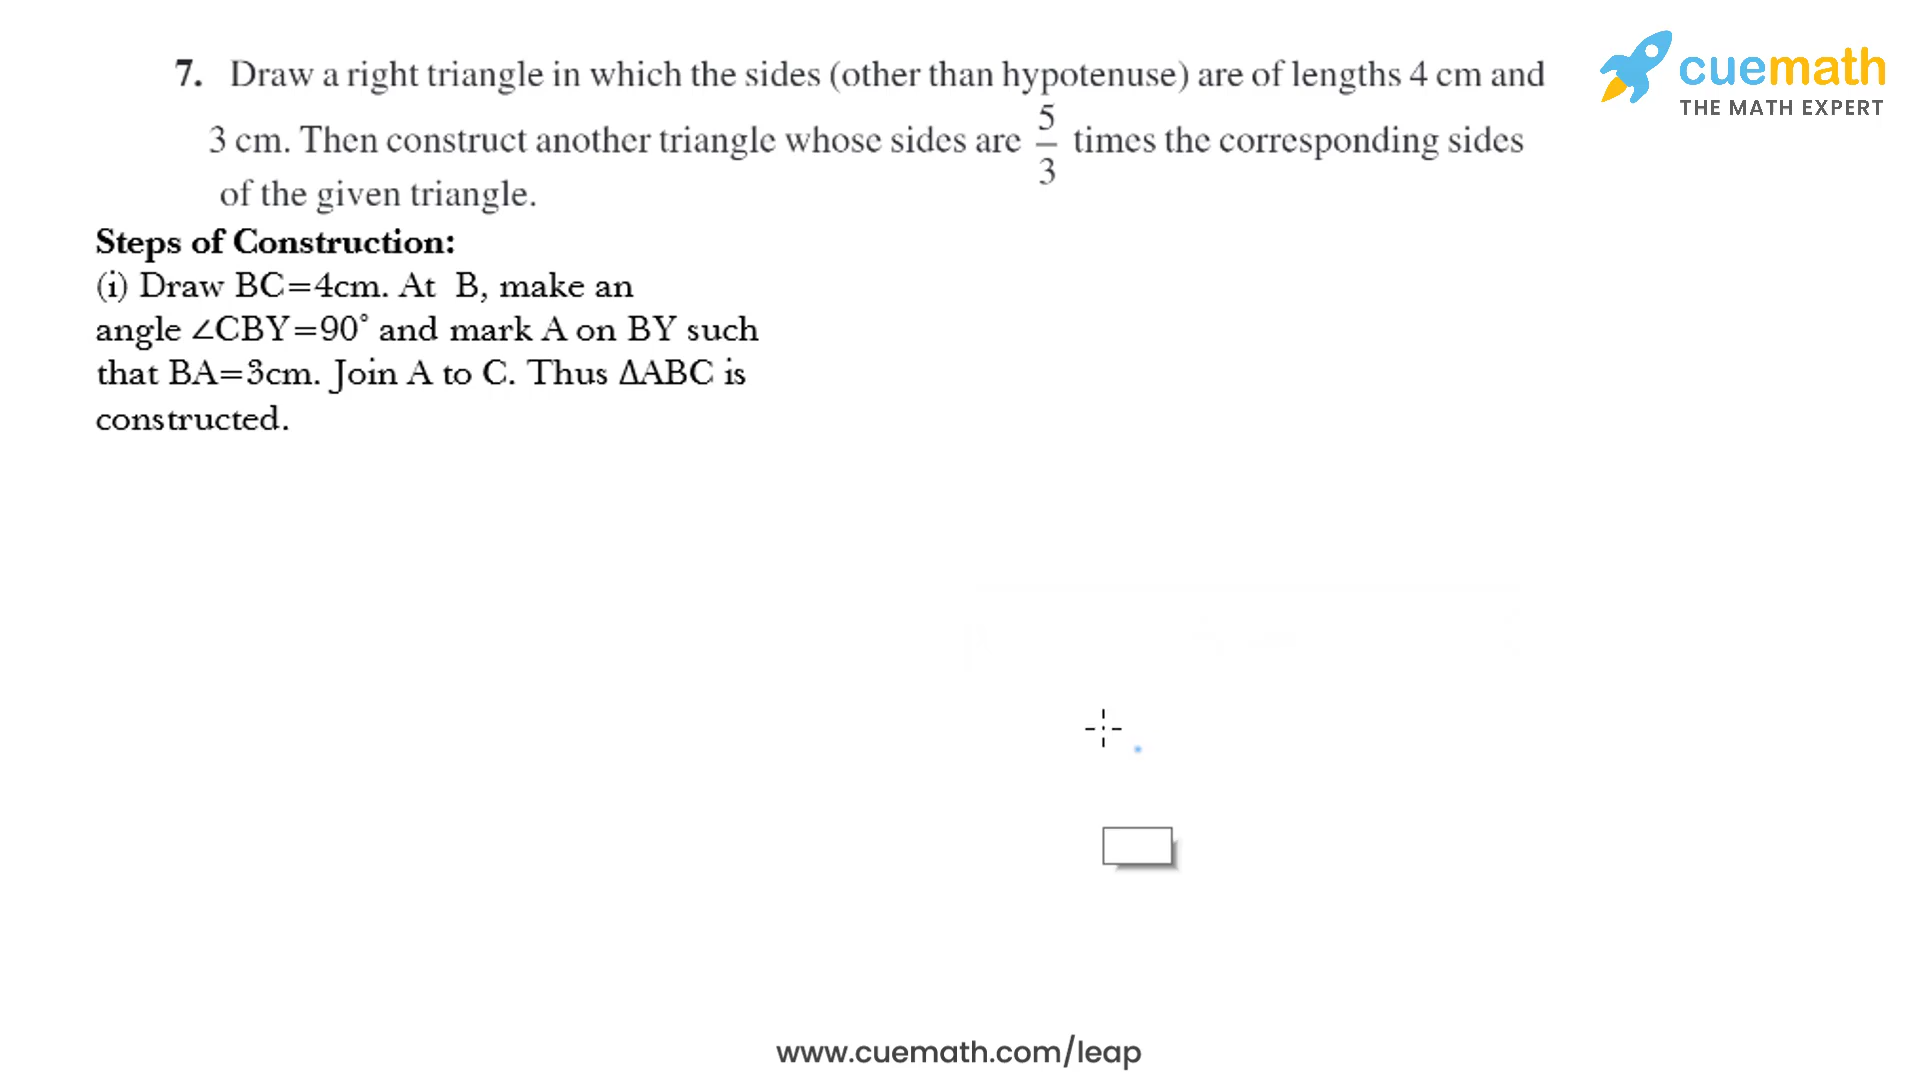 7. Draw a right triangle in which the sides (other than hypotenuse) are of lengths 4 cm and
3 cm. Then construct another triangle whose sides are 5/3 times the corresponding sides
of the given triangle.
cuemath
THE MATH EXPERT
Steps of Construction:
(i) Draw BC=4cm. At B, make an
angle ∠CBY=90° and mark A on BY such
that BA=3cm. Join A to C. Thus ΔABC is
constructed.
www.cuemath.com/leap